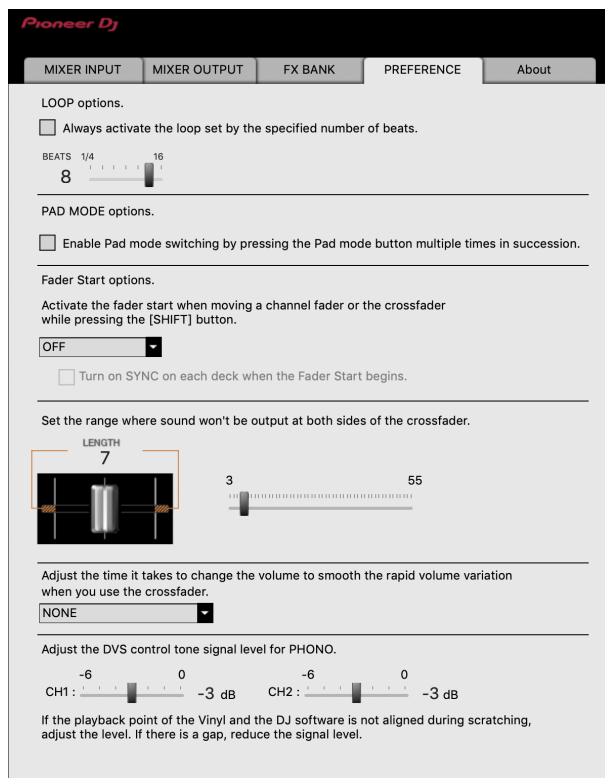 Pioneer Dj
MIXER INPUT MIXER OUTPUT FX BANK PREFERENCE About
LOOP options.
Always activate the loop set by the specified number of beats.
BEATS 1/4 16
8
PAD MODE options.
Enable Pad mode switching by pressing the Pad mode button multiple times in succession.
Fader Start options.
Activate the fader start when moving a channel fader or the crossfader
while pressing the [SHIFT] button.
OFF
Turn on SYNC on each deck when the Fader Start begins.
Set the range where sound won't be output at both sides of the crossfader.
LENGTH
7
3 55
Adjust the time it takes to change the volume to smooth the rapid volume variation
when you use the crossfader.
NONE
Adjust the DVS control tone signal level for PHONO.
-6 0 -6 0
CH1 : -3 dB CH2 : -3 dB
If the playback point of the Vinyl and the DJ software is not aligned during scratching,
adjust the level. If there is a gap, reduce the signal level.